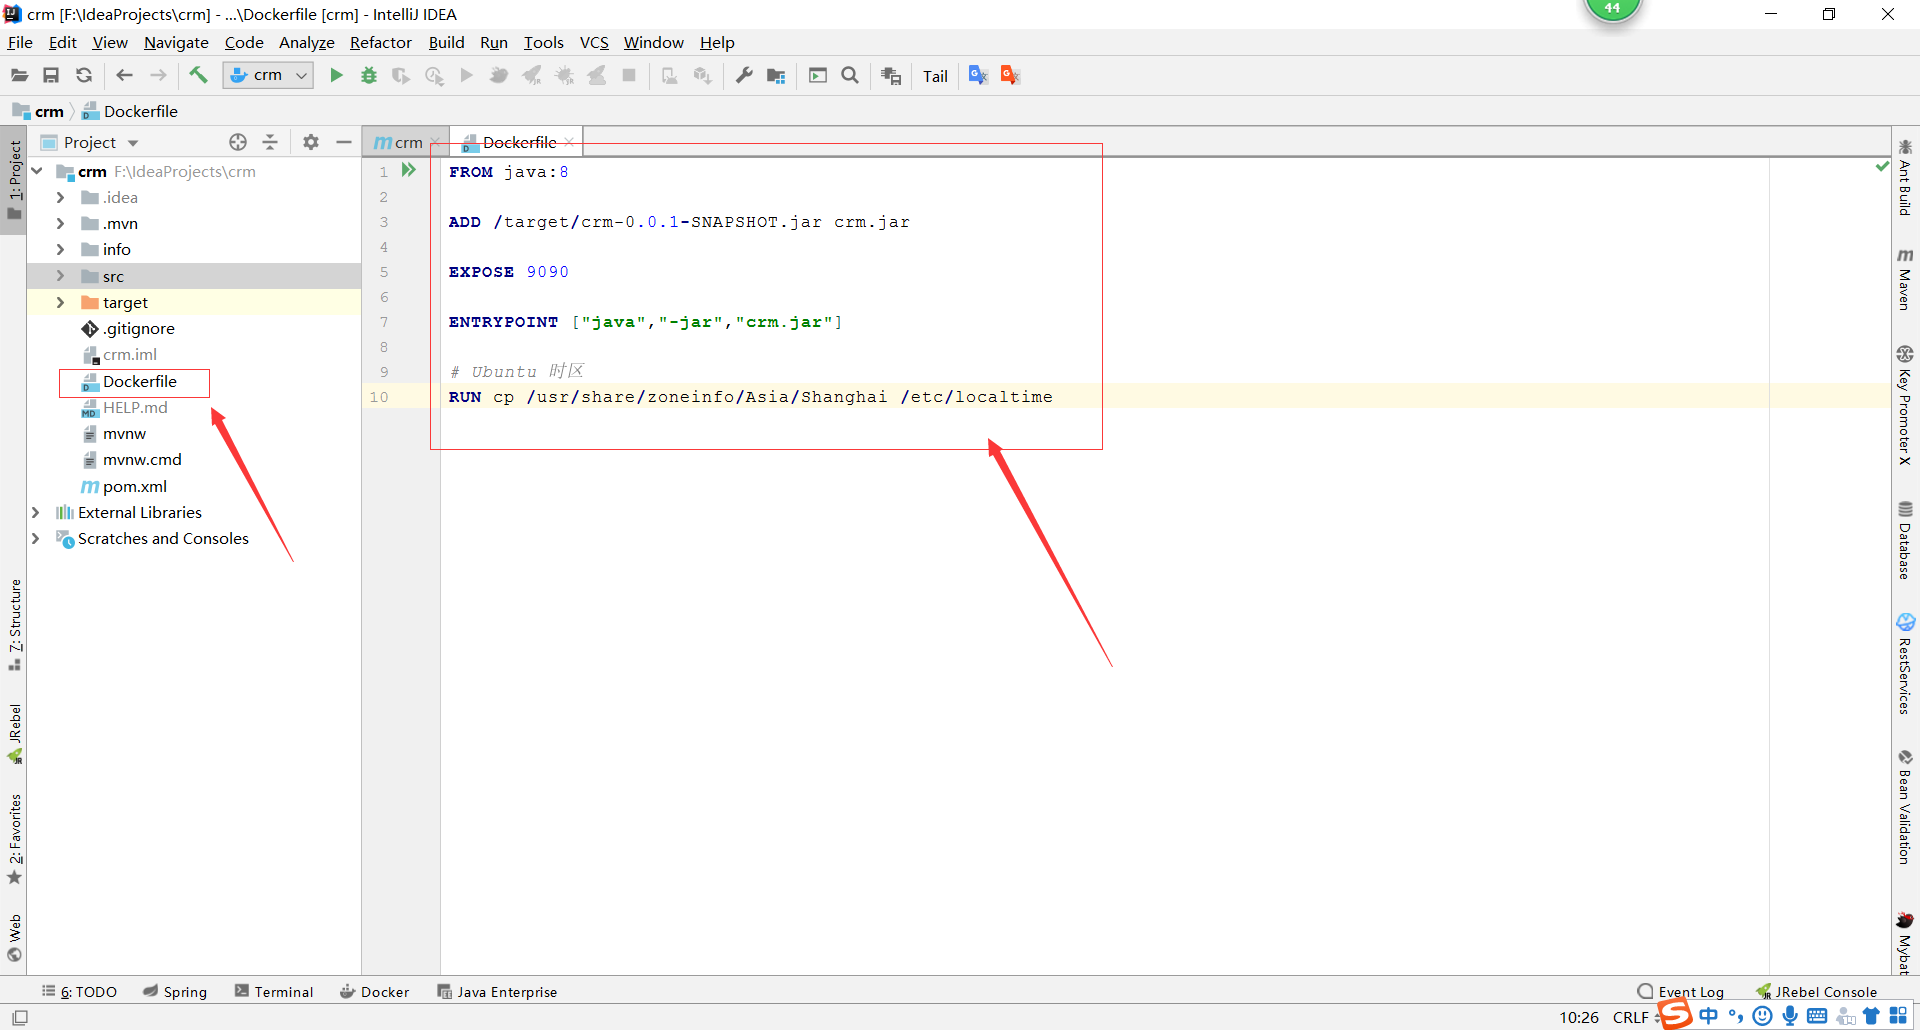 crm [F:\IdeaProjects\crm] - ...\Dockerfile [crm] - IntelliJ IDEA
44
File Edit View Navigate Code Analyze Refactor Build Run Tools VCS Window Help
crm
Tail
crm
Dockerfile
Project
crm
Dockerfile
1: Project
7: Structure
JRebel
2: Favorites
Web
crm F:\IdeaProjects\crm
.idea
.mvn
info
src
target
.gitignore
crm.iml
Dockerfile
HELP.md
mvnw
mvnw.cmd
pom.xml
External Libraries
Scratches and Consoles
1 FROM java:8
2
3 ADD /target/crm-0.0.1-SNAPSHOT.jar crm.jar
4
5 EXPOSE 9090
6
7 ENTRYPOINT ["java","-jar","crm.jar"]
8
9 # Ubuntu 时区
10 RUN cp /usr/share/zoneinfo/Asia/Shanghai /etc/localtime
Ant Build
Maven
Key Promoter X
Database
RestServices
Bean Validation
Mybat
6: TODO Spring Terminal Docker Java Enterprise
Event Log JRebel Console
10:26 CRLF
中